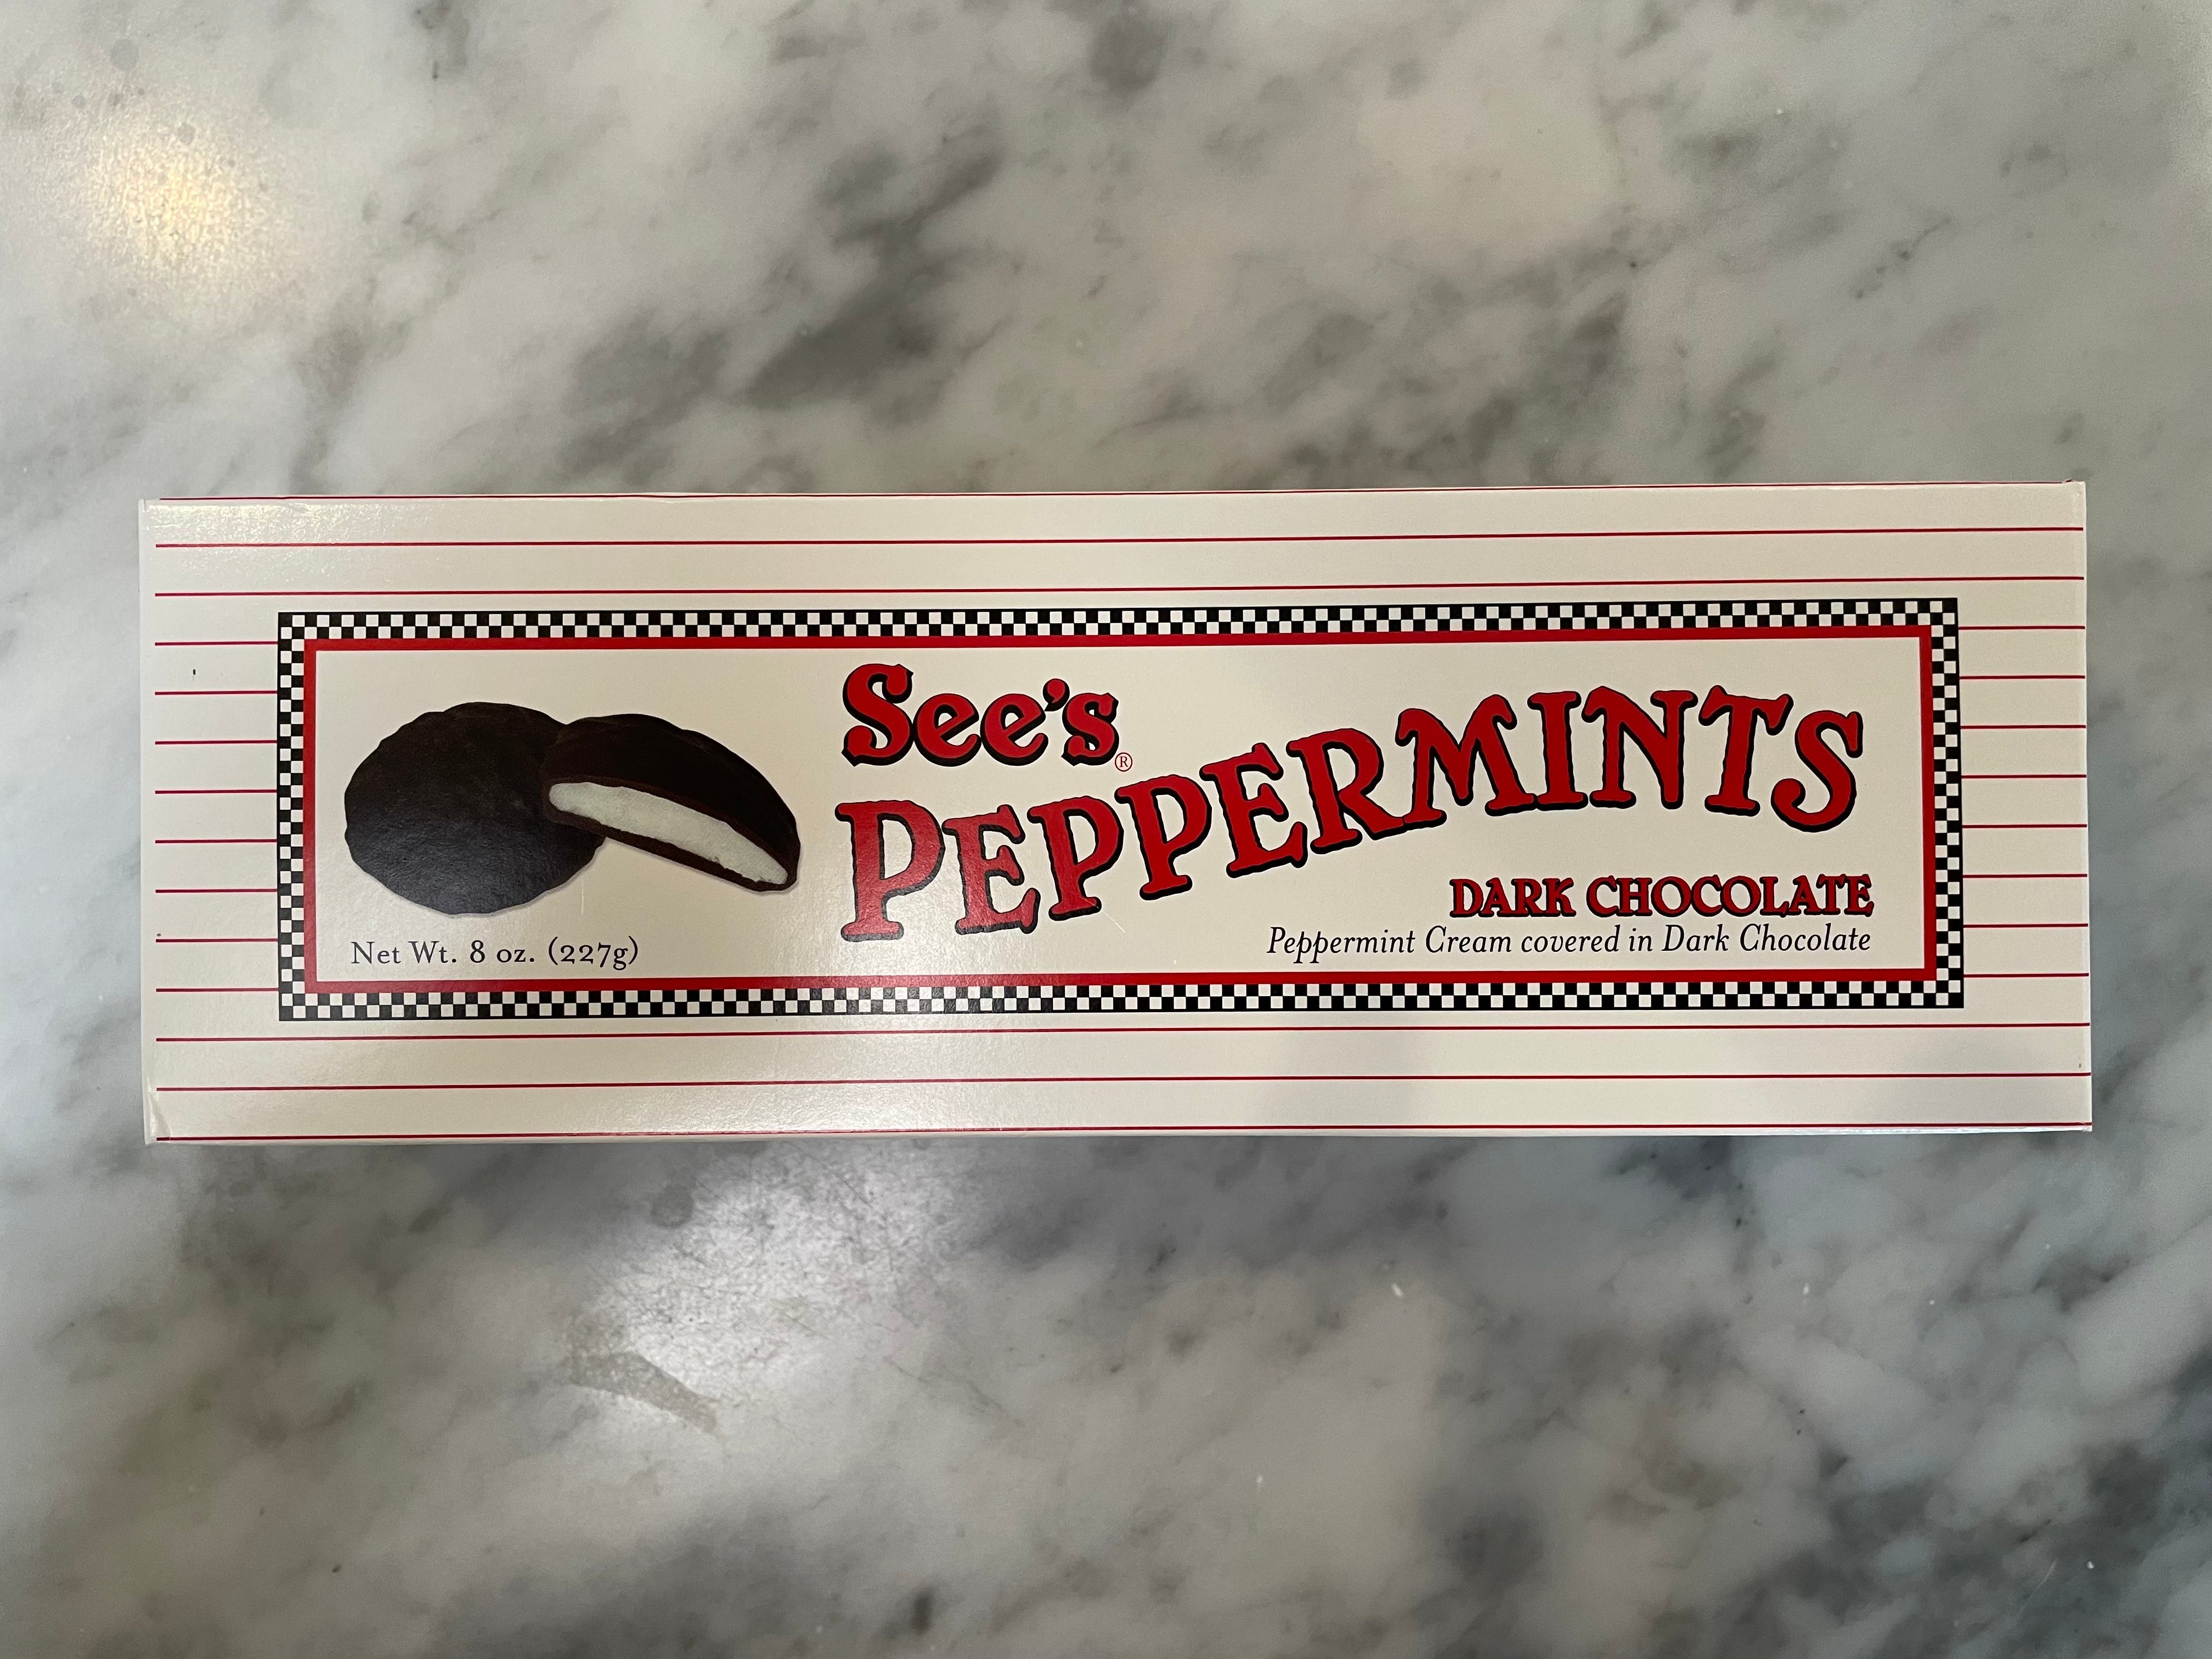 See's®
PEPPERMINTS
DARK CHOCOLATE
Peppermint Cream covered in Dark Chocolate
Net Wt. 8 oz. (227g)